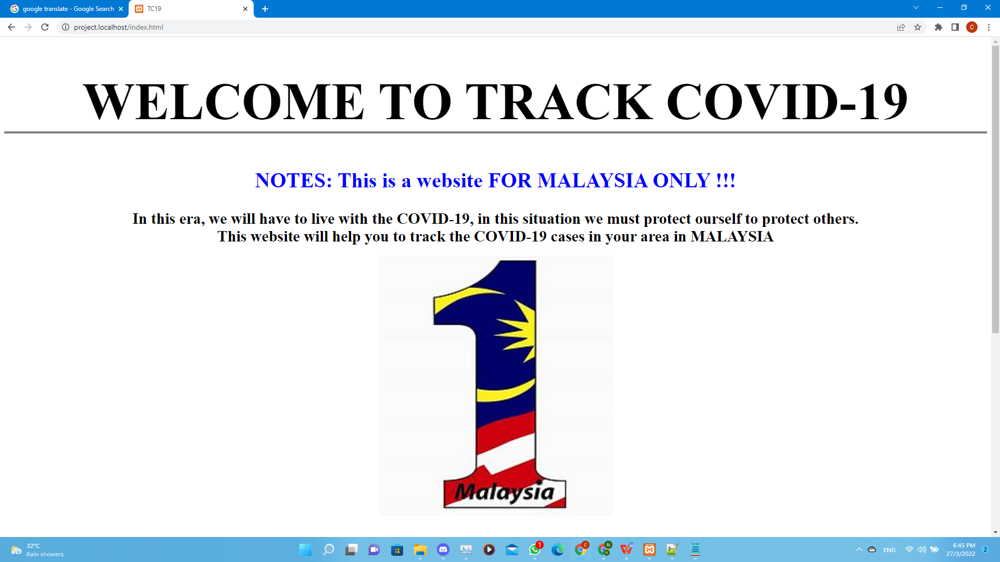 google translate - Google Search
TC19
project.localhost/index.html
C
WELCOME TO TRACK COVID-19
NOTES: This is a website FOR MALAYSIA ONLY !!!
In this era, we will have to live with the COVID-19, in this situation we must protect ourself to protect others.
This website will help you to track the COVID-19 cases in your area in MALAYSIA
Malaysia
32°C
Rain showers
1
C
N
N
ENG
6:45 PM
27/3/2022
2